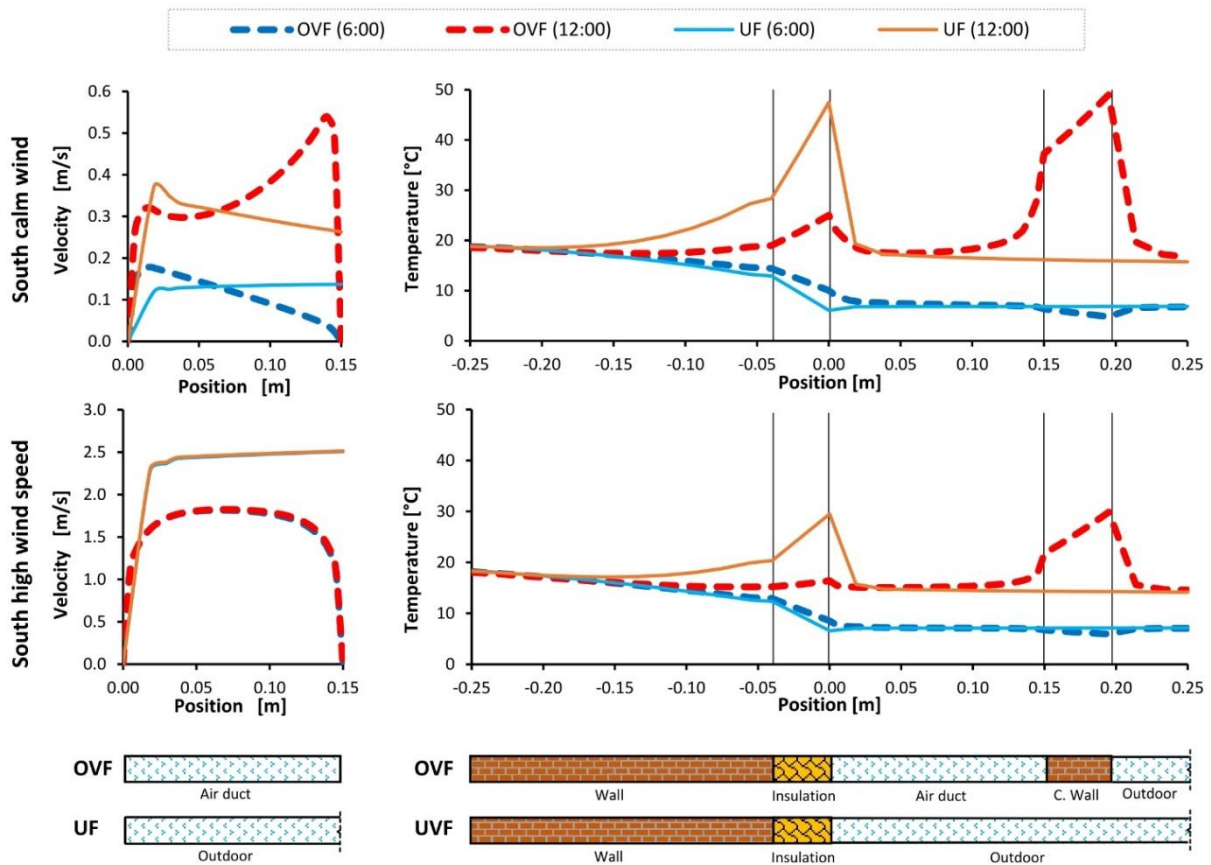 OVF (6:00) OVF (12:00) UF (6:00) UF (12:00)
South calm wind
Velocity [m/s]
0.6
0.5
0.4
0.3
0.2
0.1
0.0
0.00 0.05 0.10 0.15
Position [m]
Temperature [°C]
50
40
30
20
10
0
-0.25 -0.20 -0.15 -0.10 -0.05 0.00 0.05 0.10 0.15 0.20 0.25
Position [m]
South high wind speed
Velocity [m/s]
3.0
2.5
2.0
1.5
1.0
0.5
0.0
0.00 0.05 0.10 0.15
Position [m]
Temperature [°C]
50
40
30
20
10
0
-0.25 -0.20 -0.15 -0.10 -0.05 0.00 0.05 0.10 0.15 0.20 0.25
Position [m]
OVF
Air duct
OVF
Wall Insulation Air duct C. Wall Outdoor
UF
Outdoor
UVF
Wall Insulation Outdoor